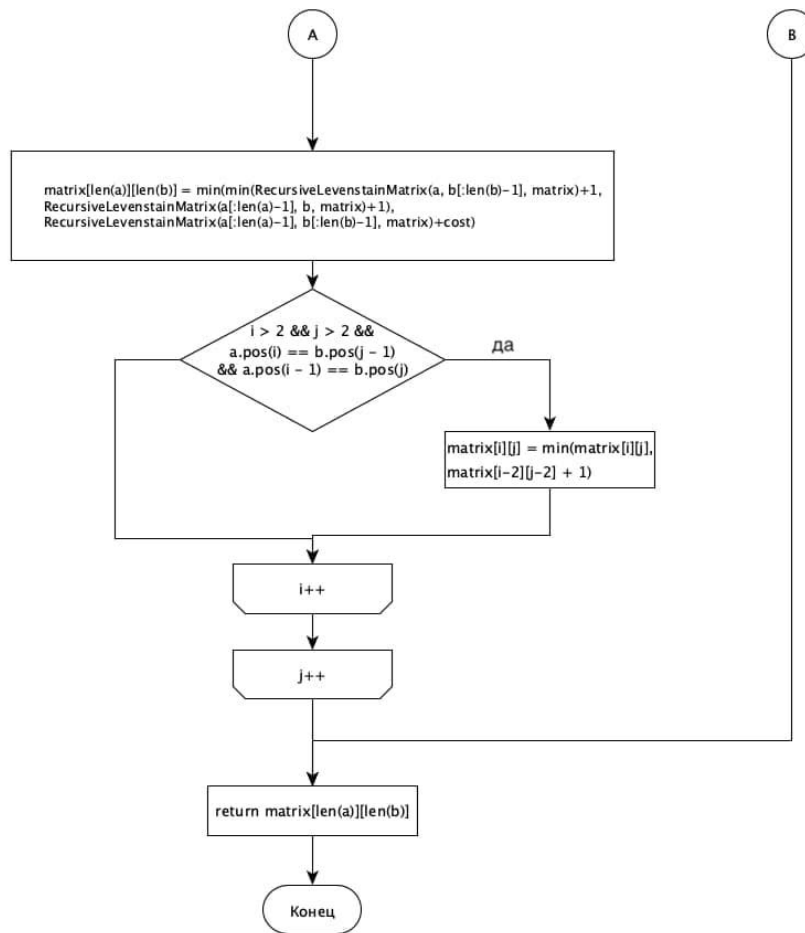 A
B
matrix[len(a)][len(b)] = min(min(RecursiveLevenstainMatrix(a, b[:len(b)-1], matrix)+1,
RecursiveLevenstainMatrix(a[:len(a)-1], b, matrix)+1),
RecursiveLevenstainMatrix(a[:len(a)-1], b[:len(b)-1], matrix)+cost)
i > 2 && j > 2 &&
a.pos(i) == b.pos(j - 1)
&& a.pos(i - 1) == b.pos(j)
да
matrix[i][j] = min(matrix[i][j],
matrix[i-2][j-2] + 1)
i++
j++
return matrix[len(a)][len(b)]
Конец